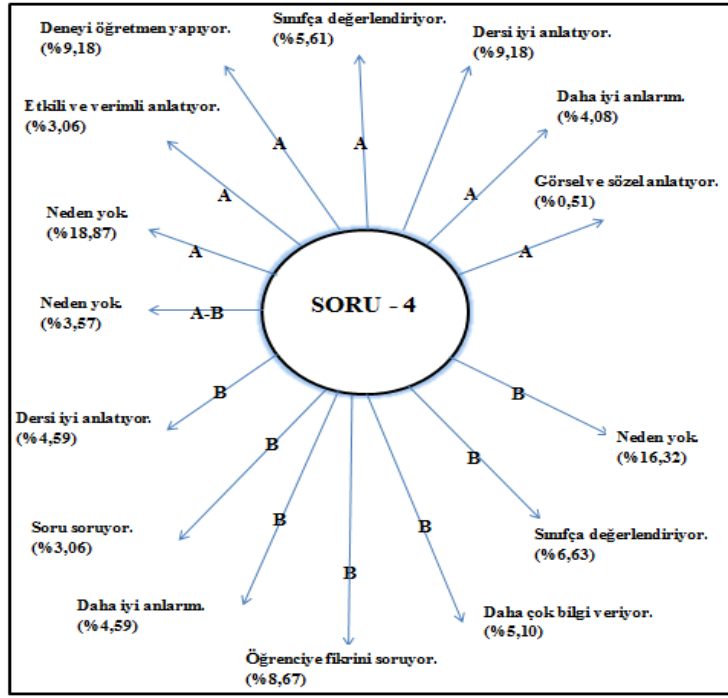 Deneyi öğretmen yapıyor.
(%9,18)
Sınıfça değerlendiriyor.
(%5,61)
Dersi iyi anlatıyor.
(%9,18)
Etkili ve verimli anlatıyor.
(%3,06)
Daha iyi anlarım.
(%4,08)
Görsel ve sözel anlatıyor.
(%0,51)
A
A
A
A
A
A
Neden yok.
(%18,87)
Neden yok.
(%3,57)
A-B
SORU - 4
Dersi iyi anlatıyor.
(%4,59)
B
B
Neden yok.
(%16,32)
B
B
Soru soruyor.
(%3,06)
B
B
B
Sınıfça değerlendiriyor.
(%6,63)
Daha iyi anlarım.
(%4,59)
Daha çok bilgi veriyor.
(%5,10)
Öğrenciye fikrini soruyor.
(%8,67)